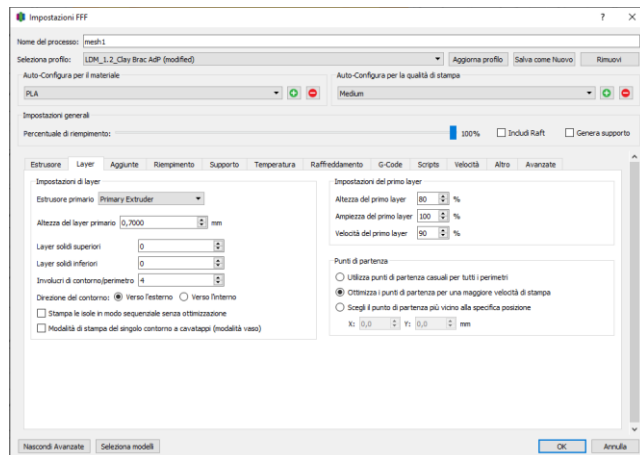 Impostazioni FFF ? X
Nome del processo: mesh1
Seleziona profilo: LDM_1.2_Clay Brac AdP (modified) Aggiorna profilo Salva come Nuovo Rimuovi
Auto-Configura per il materiale Auto-Configura per la qualità di stampa
PLA Medium
Impostazioni generali
Percentuale di riempimento: 100% Includi Raft Genera supporto
Estrusore Layer Aggiunte Riempimento Supporto Temperatura Raffreddamento G-Code Scripts Velocità Altro Avanzate
Impostazioni di layer
Estrusore primario Primary Extruder
Altezza del layer primario 0,7000 mm
Layer solidi superiori 0
Layer solidi inferiori 0
Involucri di contorno/perimetro 4
Direzione del contorno: Verso l'esterno Verso l'interno
Stampa le isole in modo sequenziale senza ottimizzazione
Modalità di stampa del singolo contorno a cavatappi (modalità vaso)
Impostazioni del primo layer
Altezza del primo layer 80 %
Ampiezza del primo layer 100 %
Velocità del primo layer 90 %
Punti di partenza
Utilizza punti di partenza casuali per tutti i perimetri
Ottimizza i punti di partenza per una maggiore velocità di stampa
Scegli il punto di partenza più vicino alla specifica posizione
X: 0,0 Y: 0,0 mm
Nascondi Avanzate Seleziona modelli OK Annulla